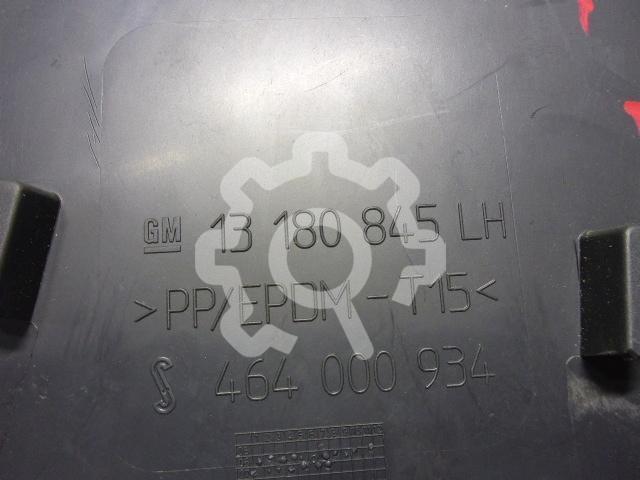 GM 13 180 845 LH
>PP/EPDM-T15<
464 000 934